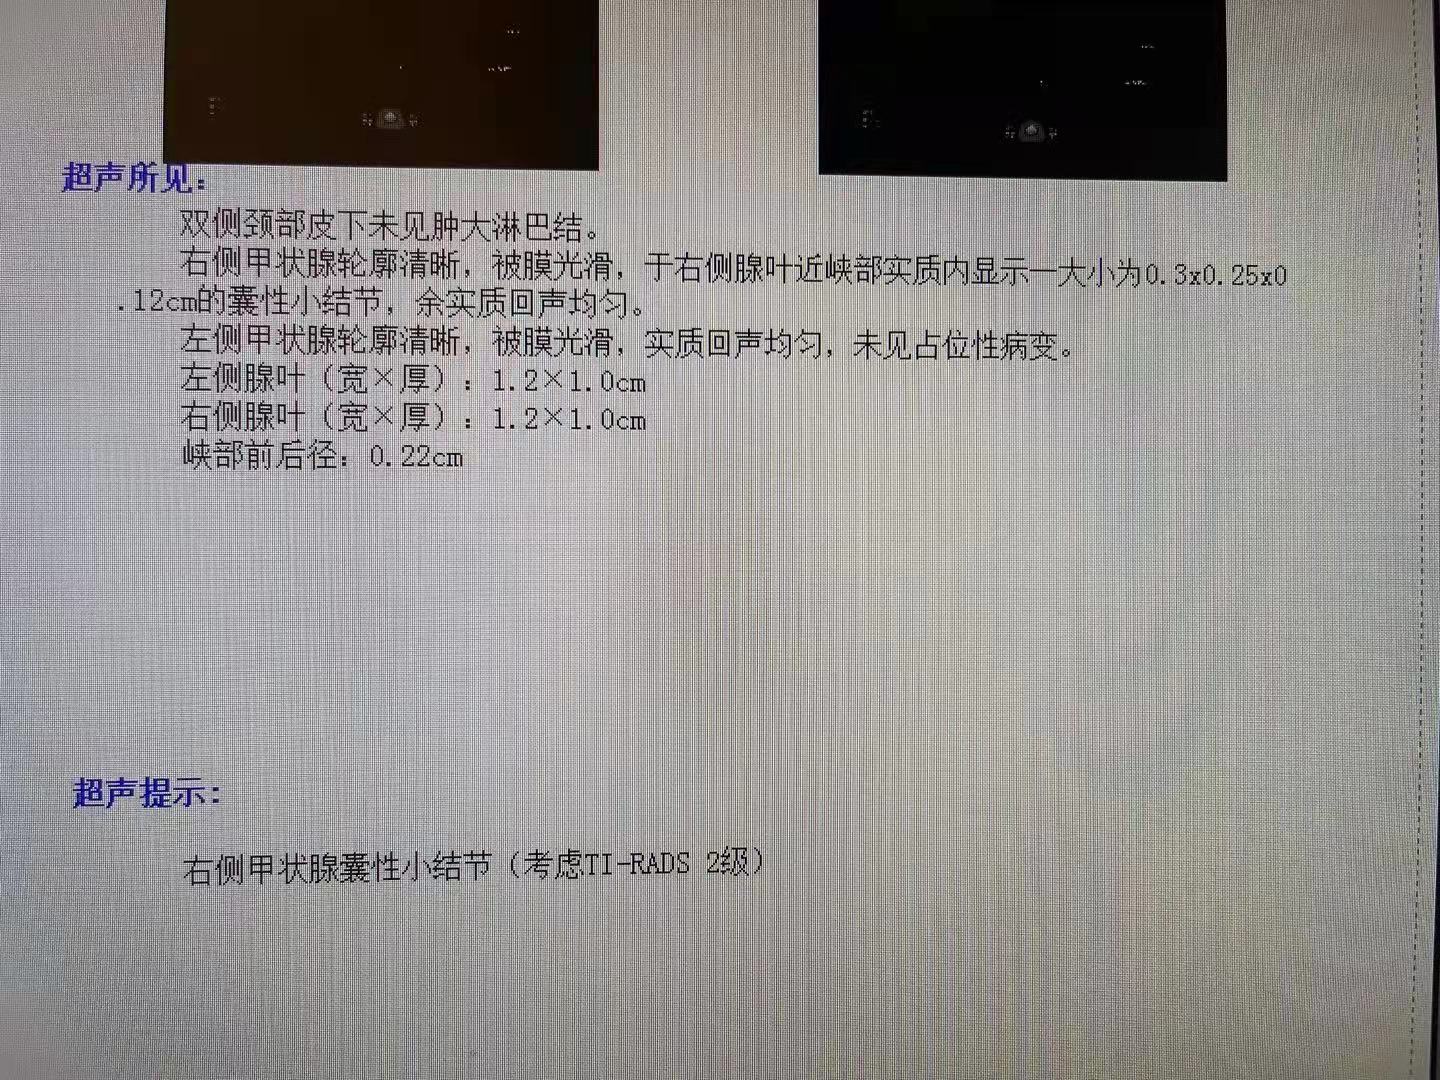 超声所见：
双侧颈部皮下未见肿大淋巴结。
右侧甲状腺轮廓清晰，被膜光滑，于右侧腺叶近峡部实质内显示一大小为0.3x0.25x0
.12cm的囊性小结节，余实质回声均匀。
左侧甲状腺轮廓清晰，被膜光滑，实质回声均匀，未见占位性病变。
左侧腺叶（宽×厚）：1.2×1.0cm
右侧腺叶（宽×厚）：1.2×1.0cm
峡部前后径：0.22cm
超声提示：
右侧甲状腺囊性小结节（考虑TI-RADS 2级）